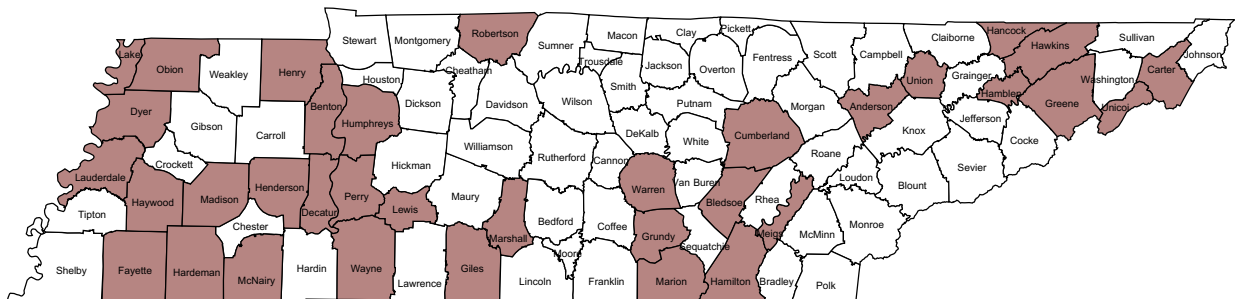 Pickett
Clay
Macon
Robertson
Stewart
Montgomery
Sumner
Hancock
Claiborne
Sullivan
Lake
Obion
Weakley
Henry
Houston
Cheatham
Trousdale
Jackson
Overton
Fentress
Scott
Campbell
Union
Grainger
Hawkins
Washington
Carter
Johnson
Dyer
Gibson
Carroll
Benton
Humphreys
Dickson
Davidson
Wilson
Smith
Putnam
Morgan
Anderson
Hamblen
Jefferson
Greene
Unicoi
Lauderdale
Crockett
Haywood
Madison
Henderson
Decatur
Perry
Hickman
Williamson
Rutherford
Cannon
DeKalb
White
Cumberland
Roane
Loudon
Knox
Blount
Sevier
Cocke
Tipton
Chester
Lewis
Maury
Marshall
Bedford
Coffee
Warren
Van Buren
Bledsoe
Rhea
Meigs
McMinn
Monroe
Shelby
Fayette
Hardeman
McNairy
Hardin
Wayne
Lawrence
Giles
Lincoln
Moore
Franklin
Grundy
Sequatchie
Marion
Hamilton
Bradley
Polk